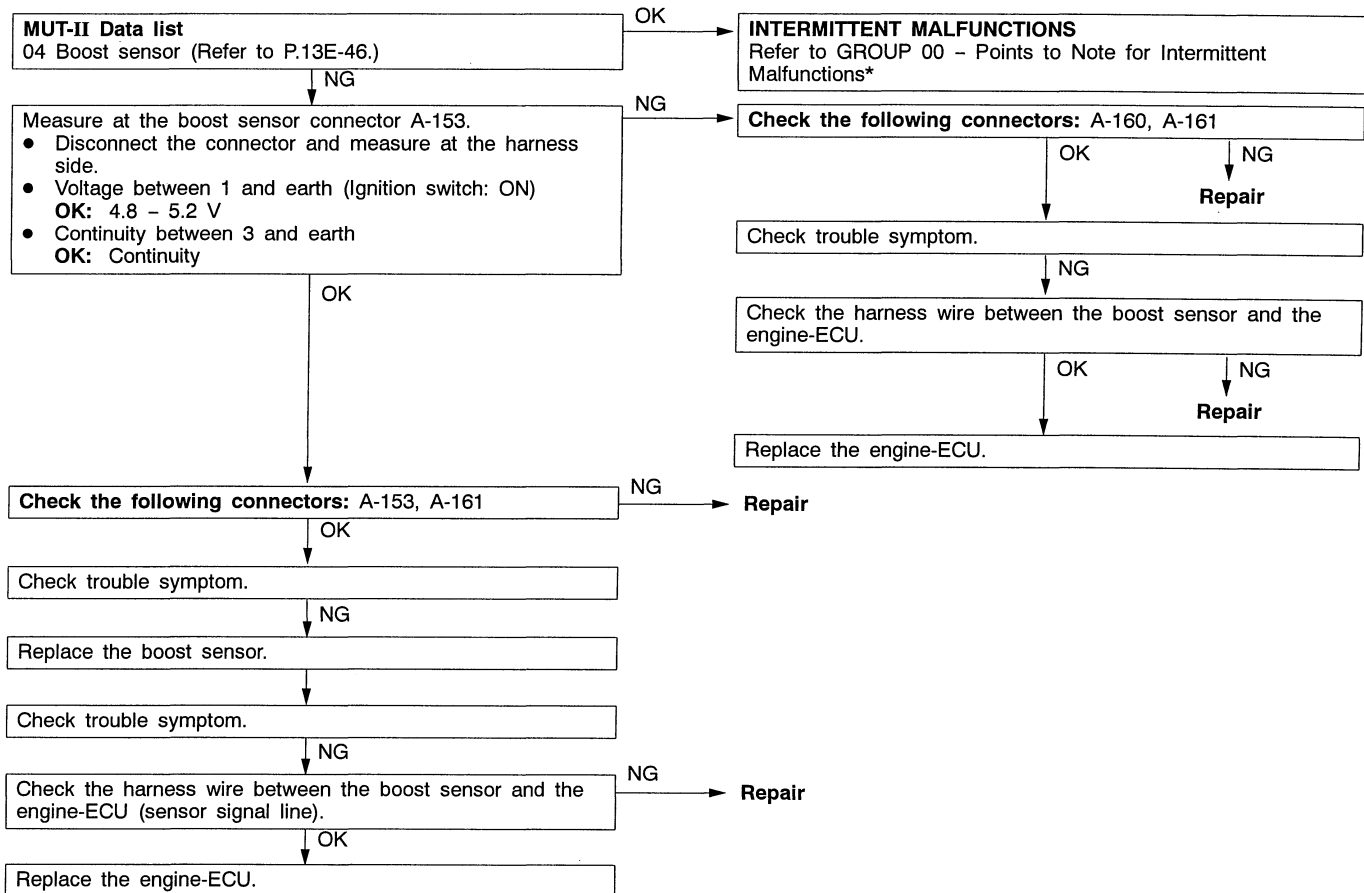 MUT-II Data list
04 Boost sensor (Refer to P.13E-46.)
OK
INTERMITTENT MALFUNCTIONS
Refer to GROUP 00 – Points to Note for Intermittent
Malfunctions*
NG
Measure at the boost sensor connector A-153.
● Disconnect the connector and measure at the harness
side.
● Voltage between 1 and earth (Ignition switch: ON)
OK: 4.8 – 5.2 V
● Continuity between 3 and earth
OK: Continuity
NG
Check the following connectors: A-160, A-161
OK
NG
Repair
Check trouble symptom.
NG
Check the harness wire between the boost sensor and the
engine-ECU.
OK
NG
Repair
Replace the engine-ECU.
OK
Check the following connectors: A-153, A-161
NG
Repair
OK
Check trouble symptom.
NG
Replace the boost sensor.
Check trouble symptom.
NG
Check the harness wire between the boost sensor and the
engine-ECU (sensor signal line).
NG
Repair
OK
Replace the engine-ECU.